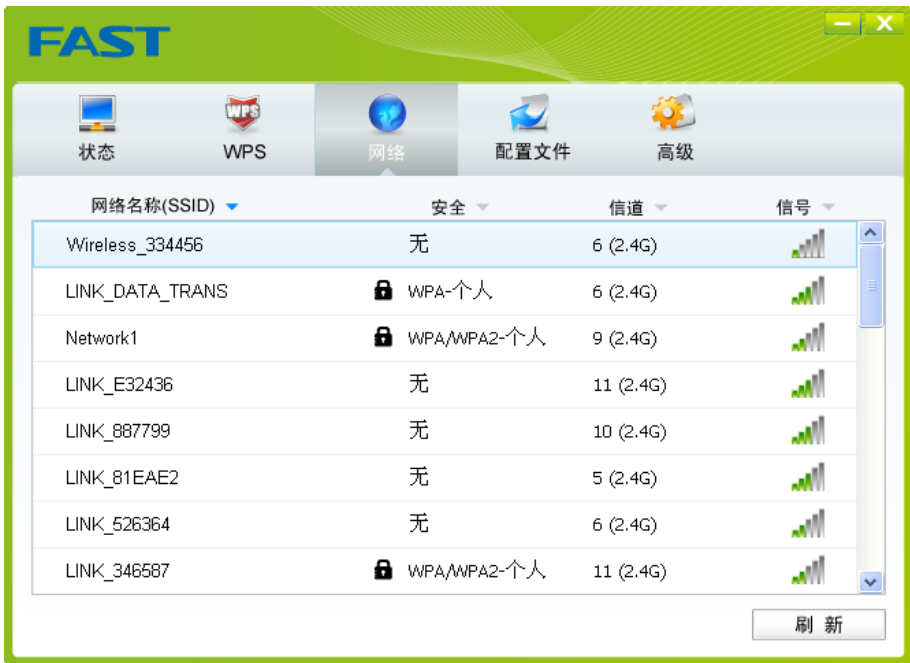 FAST
状态 WPS 网络 配置文件 高级
网络名称(SSID) 安全 信道 信号
Wireless_334456 无 6 (2.4G)
LINK_DATA_TRANS WPA-个人 6 (2.4G)
Network1 WPA/WPA2-个人 9 (2.4G)
LINK_E32436 无 11 (2.4G)
LINK_887799 无 10 (2.4G)
LINK_81EAE2 无 5 (2.4G)
LINK_526364 无 6 (2.4G)
LINK_346587 WPA/WPA2-个人 11 (2.4G)
刷 新